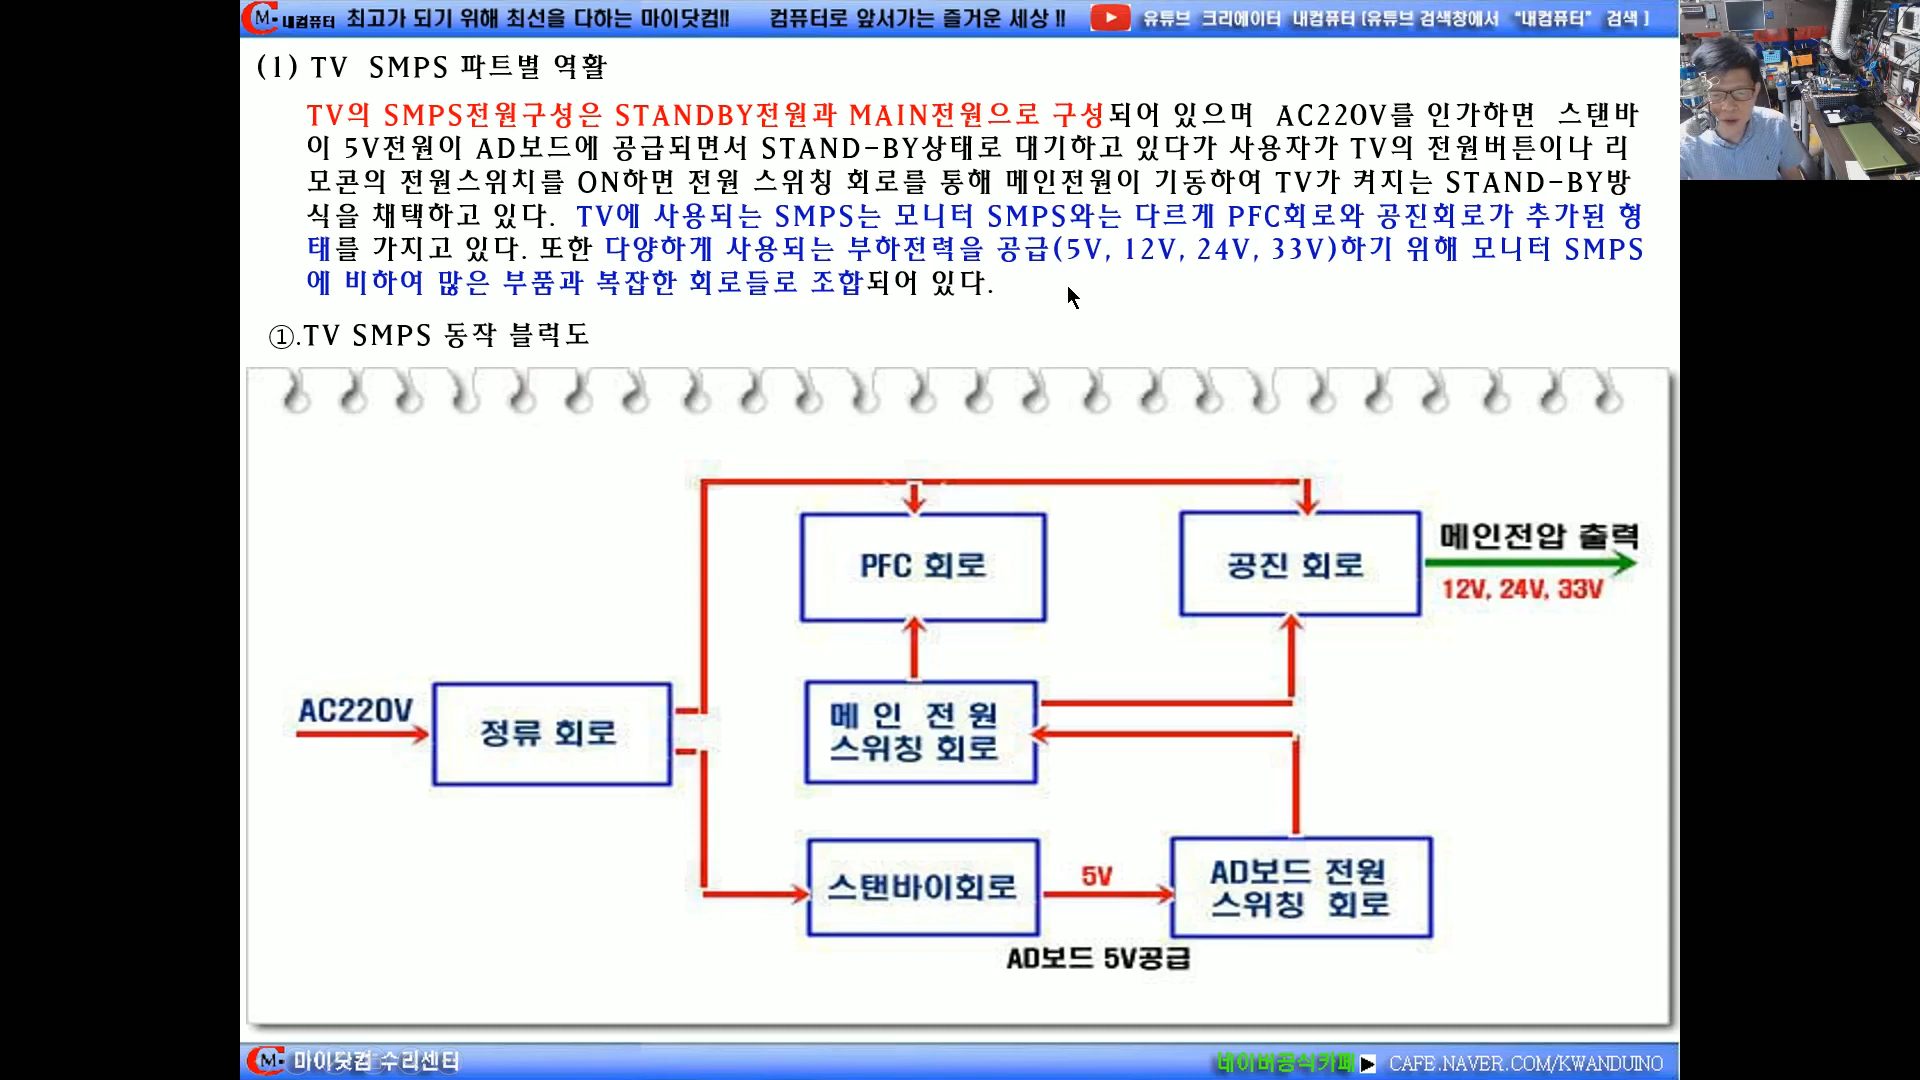 CM. 내컴퓨터 최고가 되기 위해 최선을 다하는 마이닷컴!! 컴퓨터로 앞서가는 즐거운 세상 !! 유튜브 크리에이터 내컴퓨터 [유튜브 검색창에서 “내컴퓨터” 검색 ]
(1) TV SMPS 파트별 역활
TV의 SMPS전원구성은 STANDBY전원과 MAIN전원으로 구성되어 있으며 AC220V를 인가하면 스탠바
이 5V전원이 AD보드에 공급되면서 STAND-BY상태로 대기하고 있다가 사용자가 TV의 전원버튼이나 리
모콘의 전원스위치를 ON하면 전원 스위칭 회로를 통해 메인전원이 기동하여 TV가 켜지는 STAND-BY방
식을 채택하고 있다. TV에 사용되는 SMPS는 모니터 SMPS와는 다르게 PFC회로와 공진회로가 추가된 형
태를 가지고 있다. 또한 다양하게 사용되는 부하전력을 공급(5V, 12V, 24V, 33V)하기 위해 모니터 SMPS
에 비하여 많은 부품과 복잡한 회로들로 조합되어 있다.
①.TV SMPS 동작 블럭도
PFC 회로
공진 회로
메인전압 출력
12V, 24V, 33V
AC220V
정류 회로
메 인 전 원
스위칭 회로
스탠바이회로
5V
AD보드 전원
스위칭 회로
AD보드 5V공급
CM. 마이닷컴 수리센터
네이버공식카페 ▶ CAFE.NAVER.COM/KWANDUINO